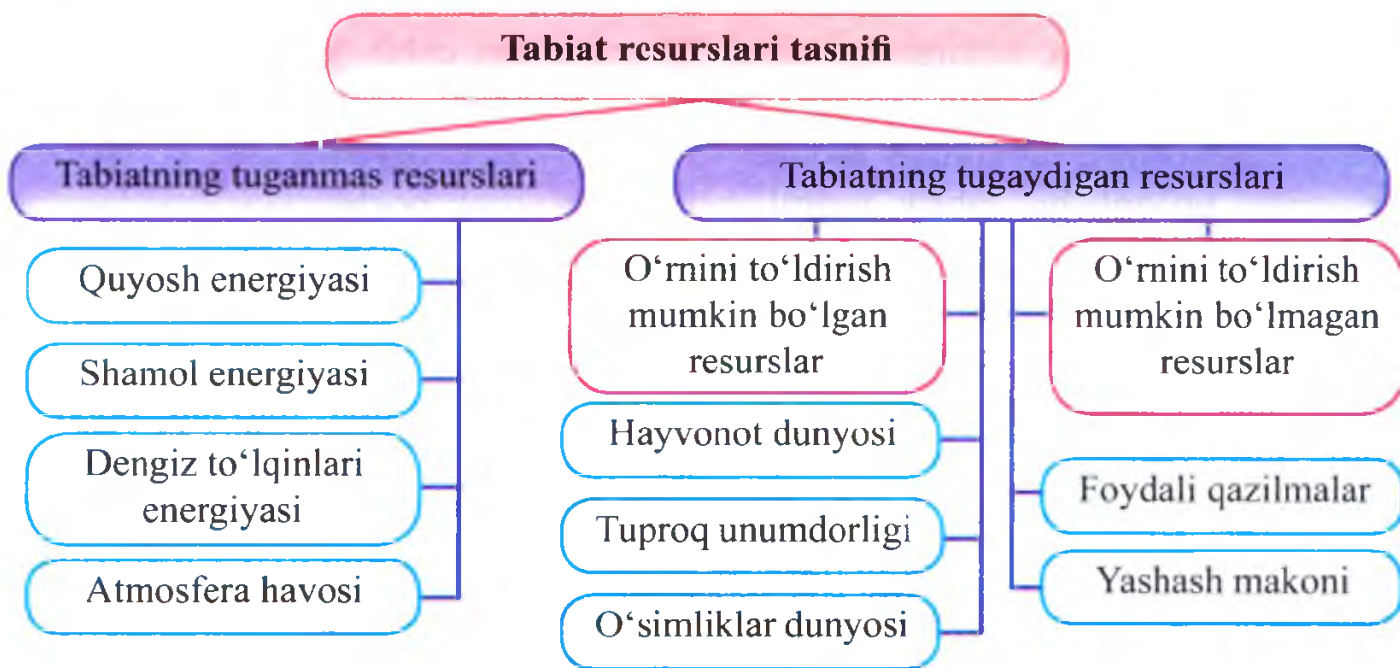 Tabiat resurslari tasnifi
Tabiatning tuganmas resurslari
Quyosh energiyasi
Shamol energiyasi
Dengiz to‘lqinlari
energiyasi
Atmosfera havosi
Tabiatning tugaydigan resurslari
O‘rnini to‘ldirish
mumkin bo‘lgan
resurslar
Hayvonot dunyosi
Tuproq unumdorligi
O‘simliklar dunyosi
O‘rnini to‘ldirish
mumkin bo‘lmagan
resurslar
Foydali qazilmalar
Yashash makoni